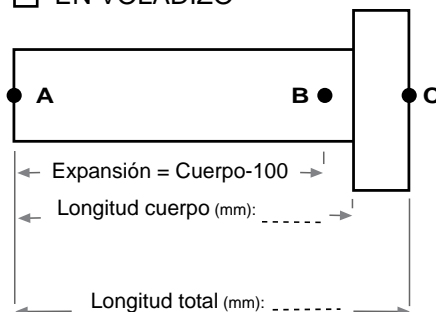 EN VOLADIZO
A B C
Expansión = Cuerpo-100
Longitud cuerpo (mm): ------
Longitud total (mm): -------